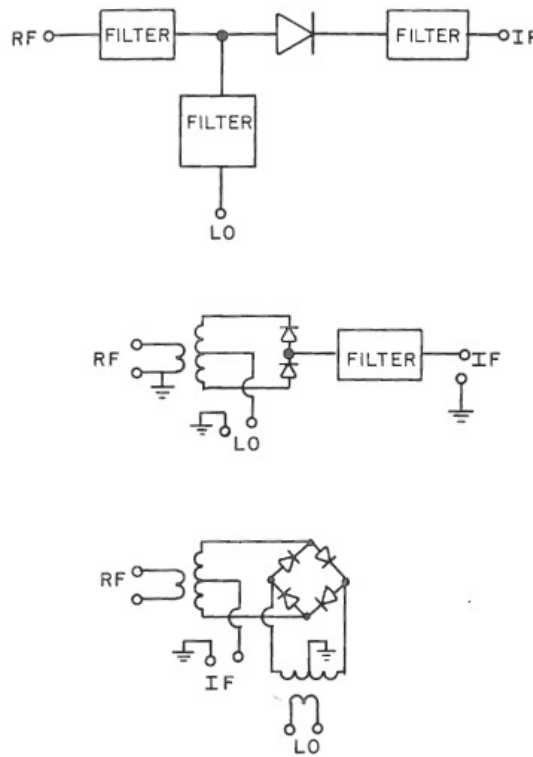 RF FILTER FILTER IF
FILTER
LO
RF FILTER IF
LO
RF
IF
LO